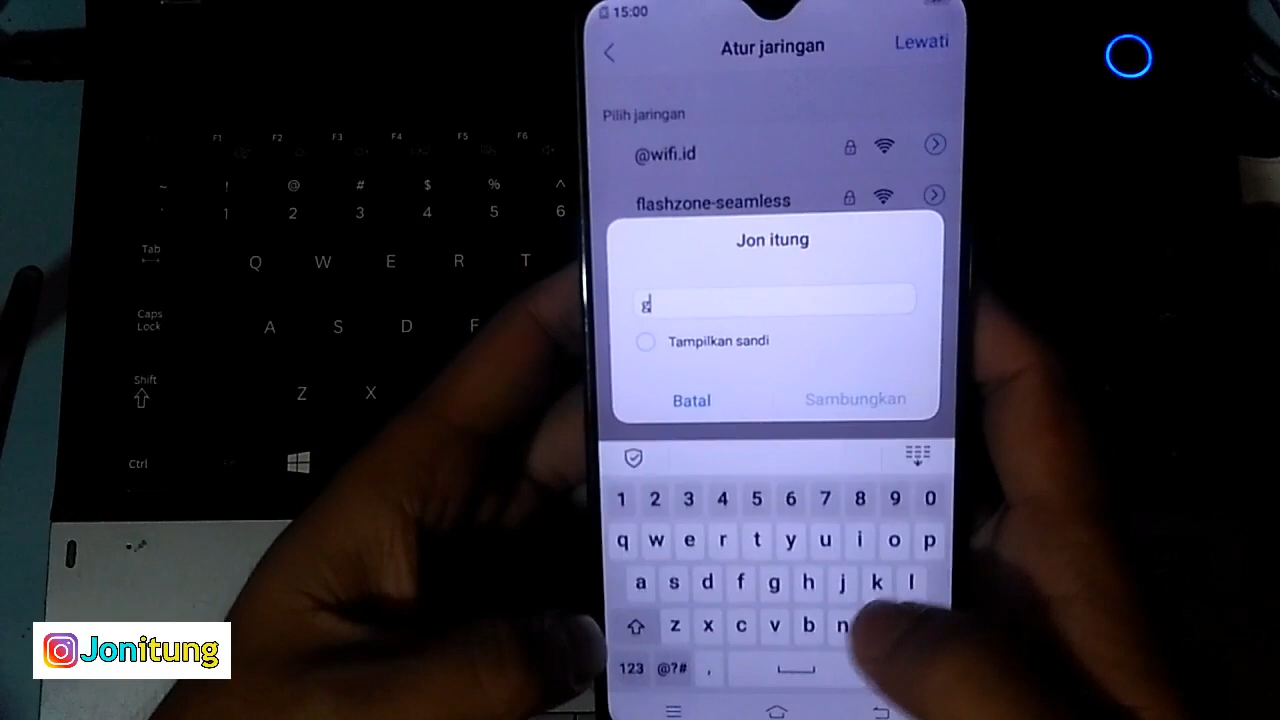 15:00
Atur jaringan
Lewati
Pilih jaringan
@wifi.id
flashzone-seamless
Jon itung
g
Tampilkan sandi
Batal
Sambungkan
1 2 3 4 5 6 7 8 9 0
q w e r t y u i o p
a s d f g h j k l
z x c v b n
123 @?# ,
F1 F2 F3 F4 F5 F6
~ ! @ # $ % ^
1 2 3 4 5 6
Tab
Q W E R T
Caps
Lock
A S D F
Shift
Z X
Ctrl
Jonitung